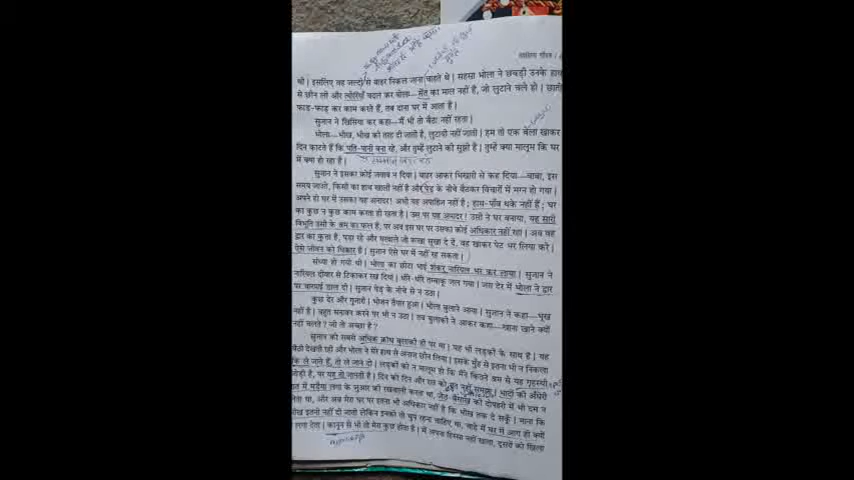 थी। इसलिए वह जल्दी से बाहर निकल जाना चाहते थे। सहसा भोला ने छबड़ी उनके हाथ
से छीन ली और त्योरियाँ बदल कर बोला—सेंत का माल नहीं है, जो लुटाने चले हो। छाती
फाड़-फाड़ कर काम करते हैं, तब दाना घर में आता है।
सुजान ने खिसिया कर कहा—मैं भी तो बैठा नहीं रहता।
भोला—भीख, भीख की तरह दी जाती है, लुटायी नहीं जाती। हम तो एक बेला खाकर
दिन काटते हैं कि पति-पानी बना रहे, और तुम्हें लुटाने की सूझी है। तुम्हें क्या मालूम कि घर
में क्या हो रहा है।
सुजान ने इसका कोई जवाब न दिया। बाहर आकर भिखारी से कह दिया—बाबा, इस
समय जाओ, किसी का हाथ खाली नहीं है और पेड़ के नीचे बैठकर विचारों में मग्न हो गया।
अपने ही घर में उसका यह अनादर! अभी वह अपाहिज नहीं है; हाथ-पाँव थके नहीं हैं; घर
का कुछ न कुछ काम करता ही रहता है। उस पर यह अनादर! उसी ने घर बनाया, यह सारी
विभूति उसी के श्रम का फल है, पर अब इस घर पर उसका कोई अधिकार नहीं रहा। अब वह
द्वार का कुत्ता है, पड़ा रहे और घरवाले जो रूखा सूखा दे दें, वह खाकर पेट भर लिया करे।
ऐसे जीवन को धिक्कार है। सुजान ऐसे घर में नहीं रह सकता।
संध्या हो गयी थी। भोला का छोटा भाई शंकर नारियल भर कर लाया। सुजान ने
नारियल दीवार से टिकाकर रख दिया। धीरे-धीरे तम्बाकू जल गया। जरा देर में भोला ने द्वार
पर चारपाई डाल दी। सुजान पेड़ के नीचे से न उठा।
कुछ देर और गुजरी। भोजन तैयार हुआ। भोला बुलाने आया। सुजान ने कहा—भूख
नहीं है। बहुत मनावन करने पर भी न उठा। तब बुलाकी ने आकर कहा—खाना खाने क्यों
नहीं चलते? जी तो अच्छा है?
सुजान को सबसे अधिक क्रोध बुलाकी ही पर था। यह भी लड़कों के साथ है। यह
बैठी देखती रही और भोला ने मेरे हाथ से अनाज छीन लिया। इसके मुँह से इतना भी न निकला
कि ले जाते हैं, तो ले जाने दो। लड़कों को न मालूम हो कि मैंने कितने श्रम से यह गृहस्थी
जोड़ी है, पर यह तो जानती है। दिन को दिन और रात को रात नहीं समझा। भादों की अँधेरी
रात में मड़ैया लगा के जुआर की रखवाली करता था, जेठ-बैसाख की दोपहरी में भी दम न
लेता था, और अब मेरा घर पर इतना भी अधिकार नहीं है कि भीख तक दे सकूँ। माना कि
भीख इतनी नहीं दी जाती लेकिन इनको तो चुप रहना चाहिए था, चाहे मैं घर में आग ही क्यों
लगा देता। कानून से भी तो मेरा कुछ होता है। मैं अपना हिस्सा नहीं खाता, दूसरों को खिला